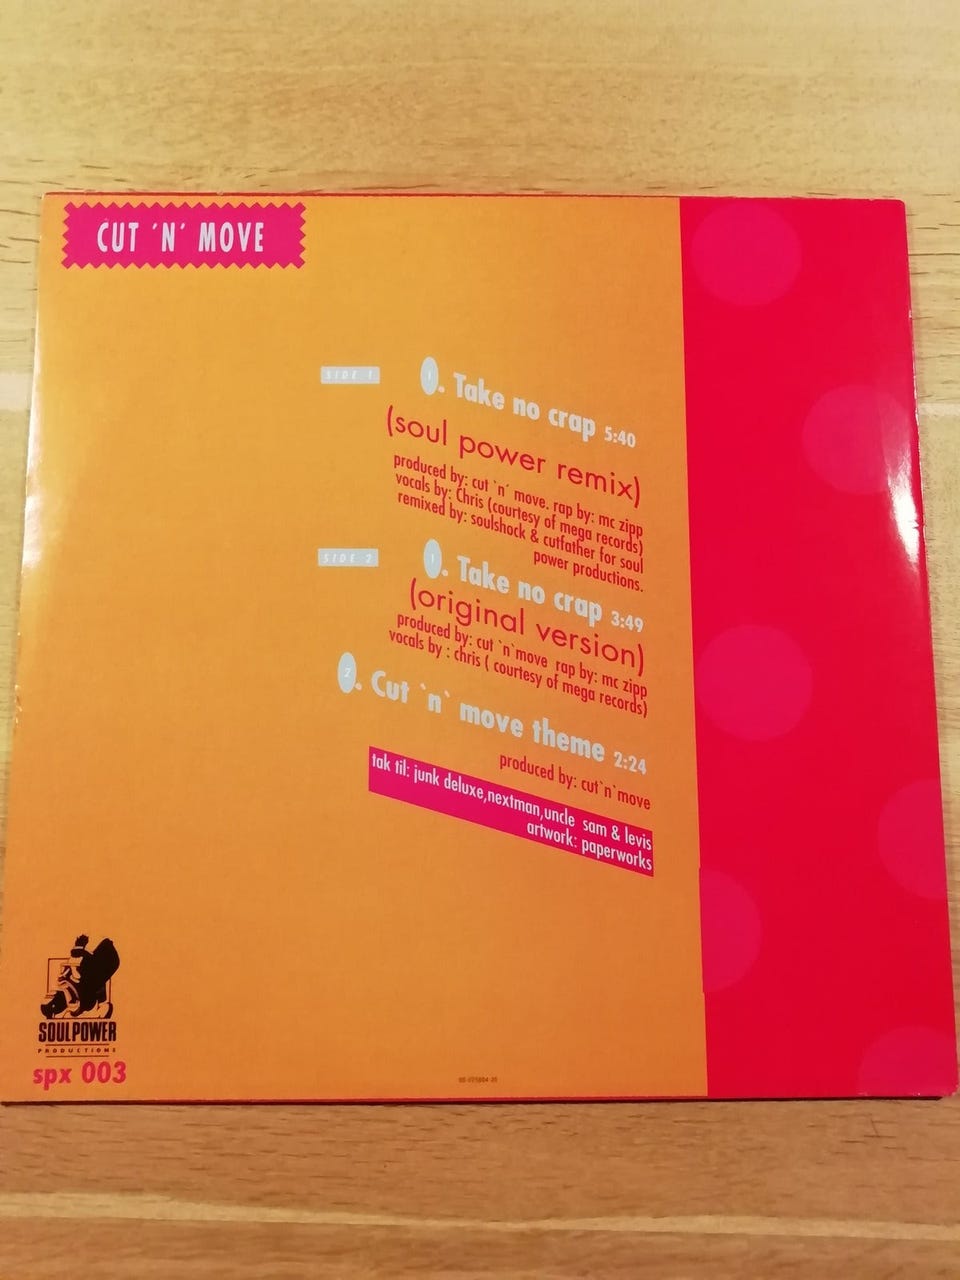 CUT 'N' MOVE
SIDE 1
1. Take no crap 5:40
(soul power remix)
produced by: cut `n´ move. rap by: mc zipp
vocals by: Chris (courtesy of mega records)
remixed by: soulshock & cutfather for soul
power productions.
SIDE 2
1. Take no crap 3:49
(original version)
produced by: cut `n`move rap by: mc zipp
vocals by : chris ( courtesy of mega records)
2. Cut `n` move theme 2:24
produced by: cut`n`move
tak til: junk deluxe,nextman,uncle sam & levis
artwork: paperworks
SOULPOWER
PRODUCTIONS
spx 003